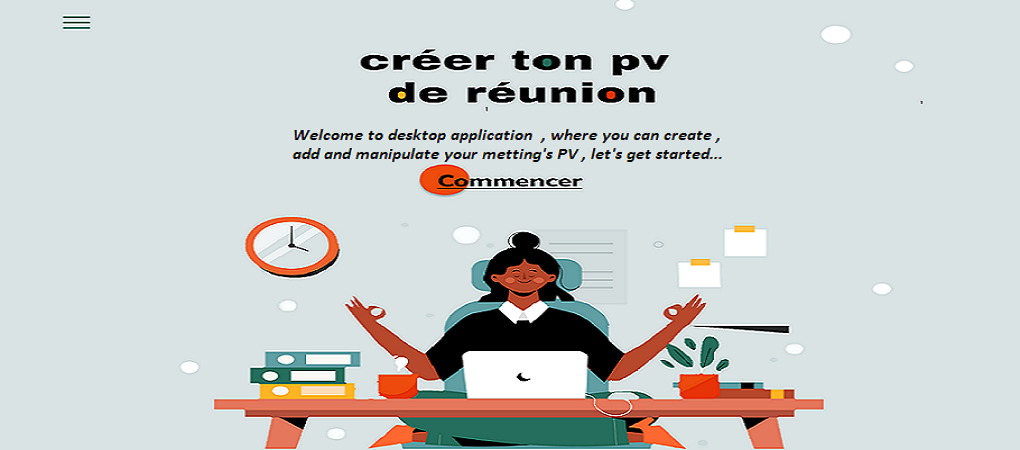 créer ton pv
de réunion
Welcome to desktop application , where you can create ,
add and manipulate your metting's PV , let's get started...
Commencer